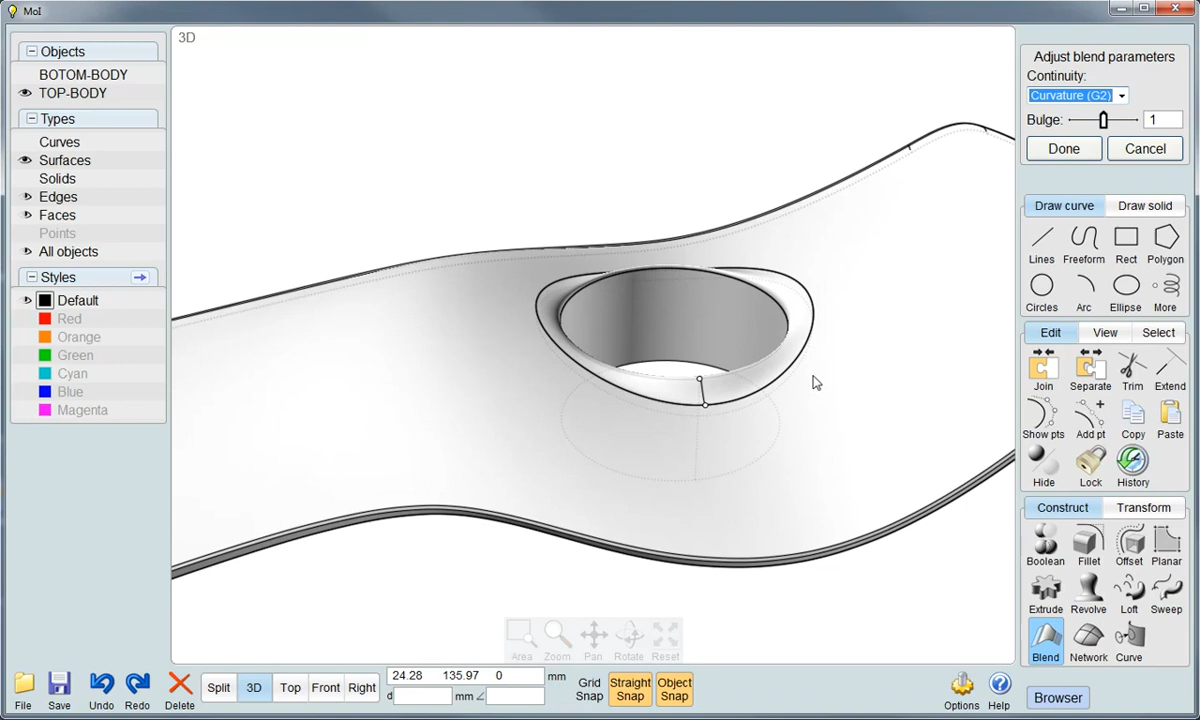 MoI
Objects
BOTOM-BODY
TOP-BODY
Types
Curves
Surfaces
Solids
Edges
Faces
Points
All objects
Styles
Default
Red
Orange
Green
Cyan
Blue
Magenta
3D
Adjust blend parameters
Continuity:
Curvature (G2)
Bulge: 1
Done Cancel
Draw curve Draw solid
Lines Freeform Rect Polygon
Circles Arc Ellipse More
Edit View Select
Join Separate Trim Extend
Show pts Add pt Copy Paste
Hide Lock History
Construct Transform
Boolean Fillet Offset Planar
Extrude Revolve Loft Sweep
Blend Network Curve
Area Zoom Pan Rotate Reset
File Save Undo Redo Delete
Split 3D Top Front Right
24.28 135.97 0 mm
d mm ∠
Grid Snap
Straight Snap
Object Snap
Options Help
Browser